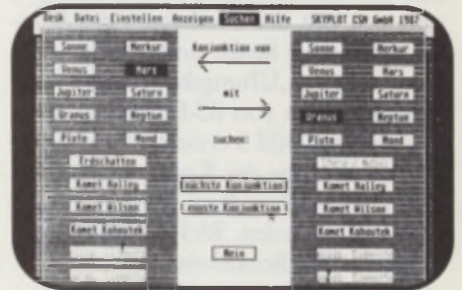 Desk Datei Einstellen Anzeigen Suchen Hilfe SKYPLOT CSH GmbH 1987
Sonne Merkur Konjunktion von Sonne Merkur
Venus Mars Venus Mars
Jupiter Saturn mit Jupiter Saturn
Uranus Neptun Uranus Neptun
Pluto Mond suchen: Pluto Mond
Erdschatten
Komet Halley nächste Konjunktion Komet Halley
Komet Wilson engste Konjunktion Komet Wilson
Komet Kohoutek Komet Kohoutek
Nein